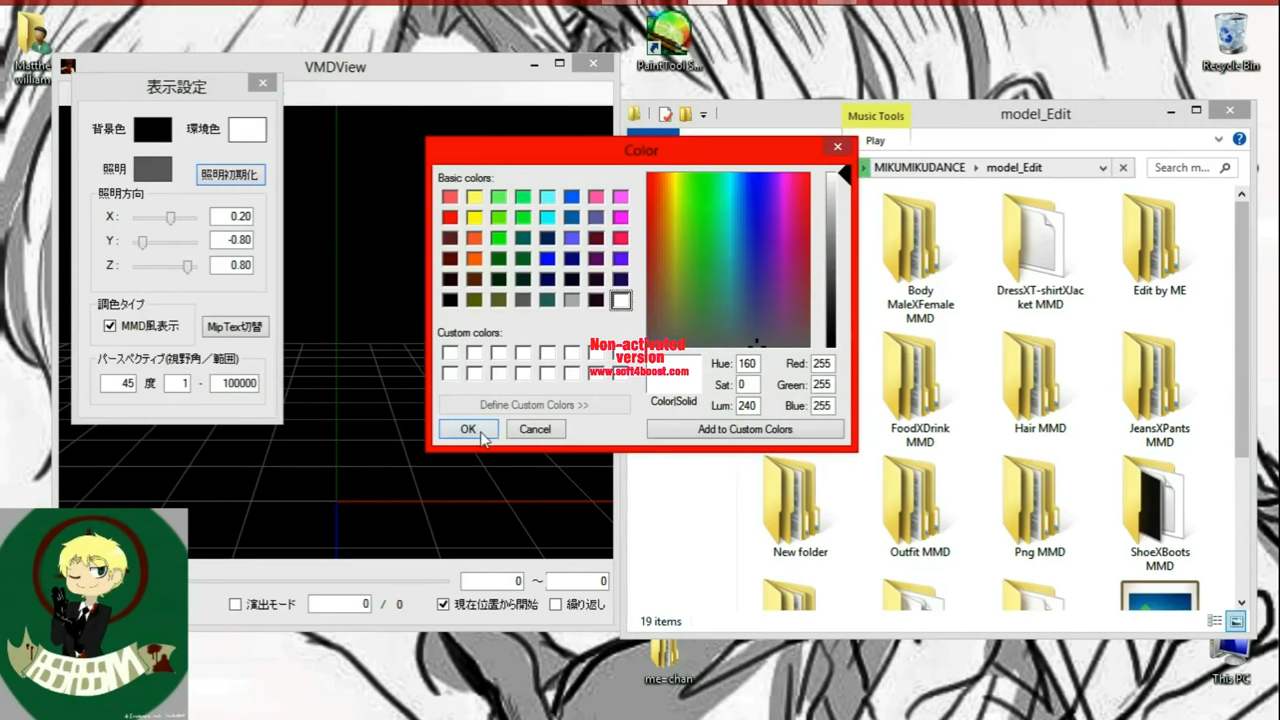 Matthe
william
PaintTool S...
Recycle Bin
VMDView
表示設定
背景色
環境色
照明
照明初期化
照明方向
X:
0.20
Y:
-0.80
Z:
0.80
調色タイプ
MMD風表示
MipTex切替
パースペクティブ(視野角／範囲)
45 度 1 - 100000
0 ～ 0
演出モード
0 / 0
現在位置から開始
繰り返し
Color
Basic colors:
Custom colors:
Non-activated
version
www.soft4boost.com
Hue: 160
Red: 255
Sat: 0
Green: 255
Color|Solid
Lum: 240
Blue: 255
Define Custom Colors >>
OK
Cancel
Add to Custom Colors
Music Tools
model_Edit
Play
MIKUMIKUDANCE
model_Edit
Search m...
Body
MaleXFemale
MMD
DressXT-shirtXJac
ket MMD
Edit by ME
FoodXDrink
MMD
Hair MMD
JeansXPants
MMD
New folder
Outfit MMD
Png MMD
ShoeXBoots
MMD
19 items
me=chan
This PC